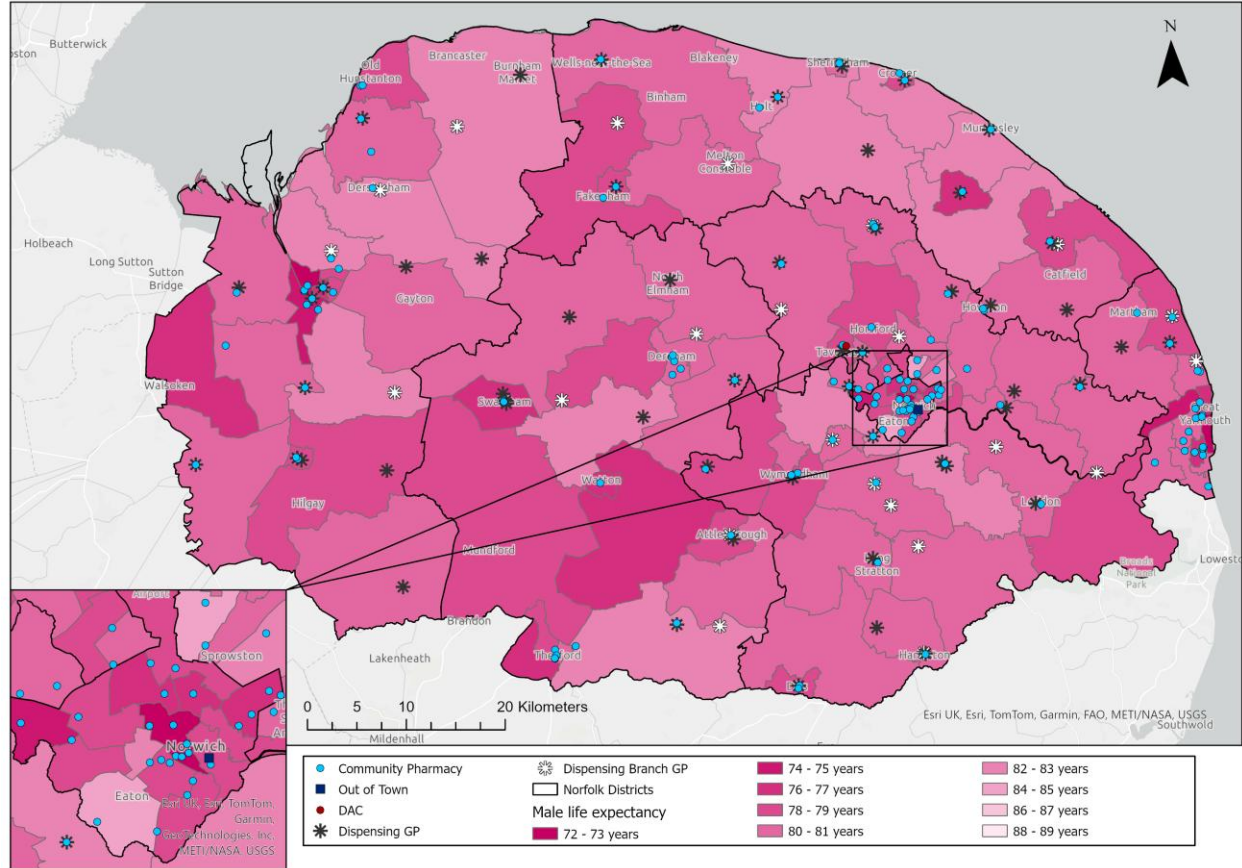 Butterwick
Holbeach
Long Sutton
Sutton
Bridge
Walsoken
Old
Hunstanton
Brancaster
Burnham
Market
Wells-next-the-Sea
Blakeney
Binham
Sheringham
Cromer
Holt
Mundesley
Melton
Constable
Fakenham
Dersingham
Gayton
North
Elmham
Catfield
Martham
Horsford
Dereham
Swaffham
Great
Yarmouth
Eaton
Watton
Wymondham
Hilgay
Mundford
Attleborough
Loddon
Long
Stratton
Broads
National
Park
Brandon
Lakenheath
Thetford
Harleston
Mildenhall
Southwold
N
0 5 10 20 Kilometers
Esri UK, Esri, TomTom, Garmin, FAO, METI/NASA, USGS
Airport
Sprowston
Norwich
Eaton
Esri UK, Esri, TomTom,
Garmin,
GeoTechnologies, Inc,
METI/NASA, USGS
Community Pharmacy
Out of Town
DAC
Dispensing GP
Dispensing Branch GP
Norfolk Districts
Male life expectancy
72 - 73 years
74 - 75 years
76 - 77 years
78 - 79 years
80 - 81 years
82 - 83 years
84 - 85 years
86 - 87 years
88 - 89 years